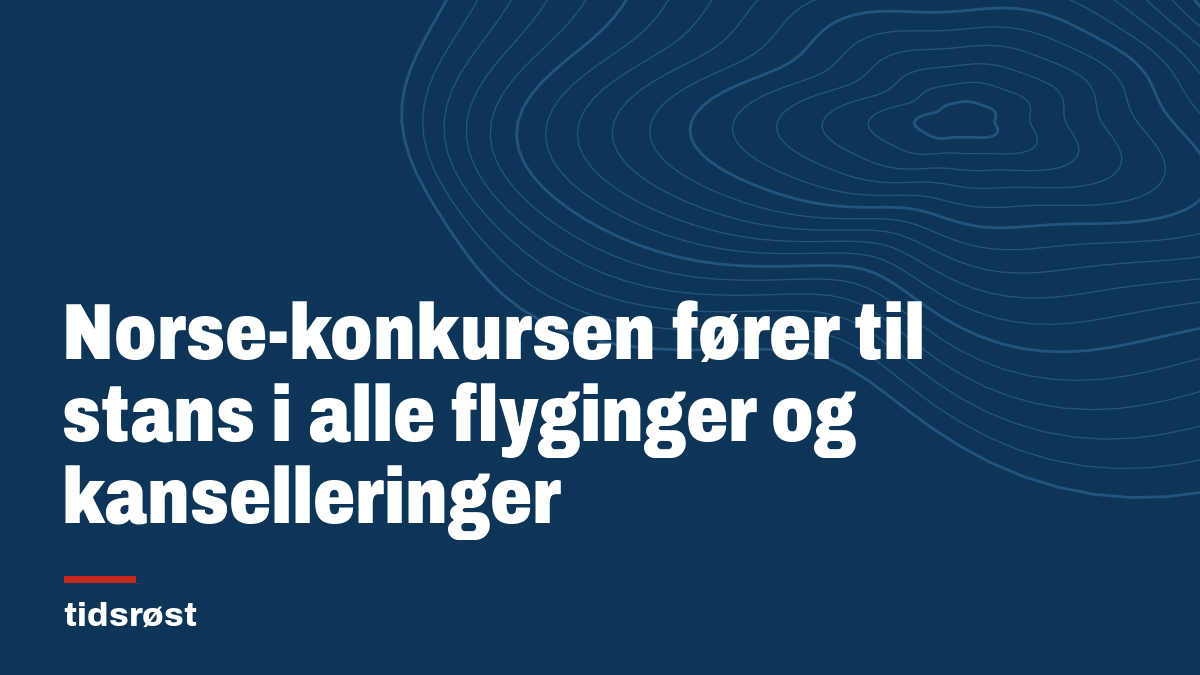 Norse-konkursen fører til
stans i alle flyginger og
kanselleringer
tidsrøst